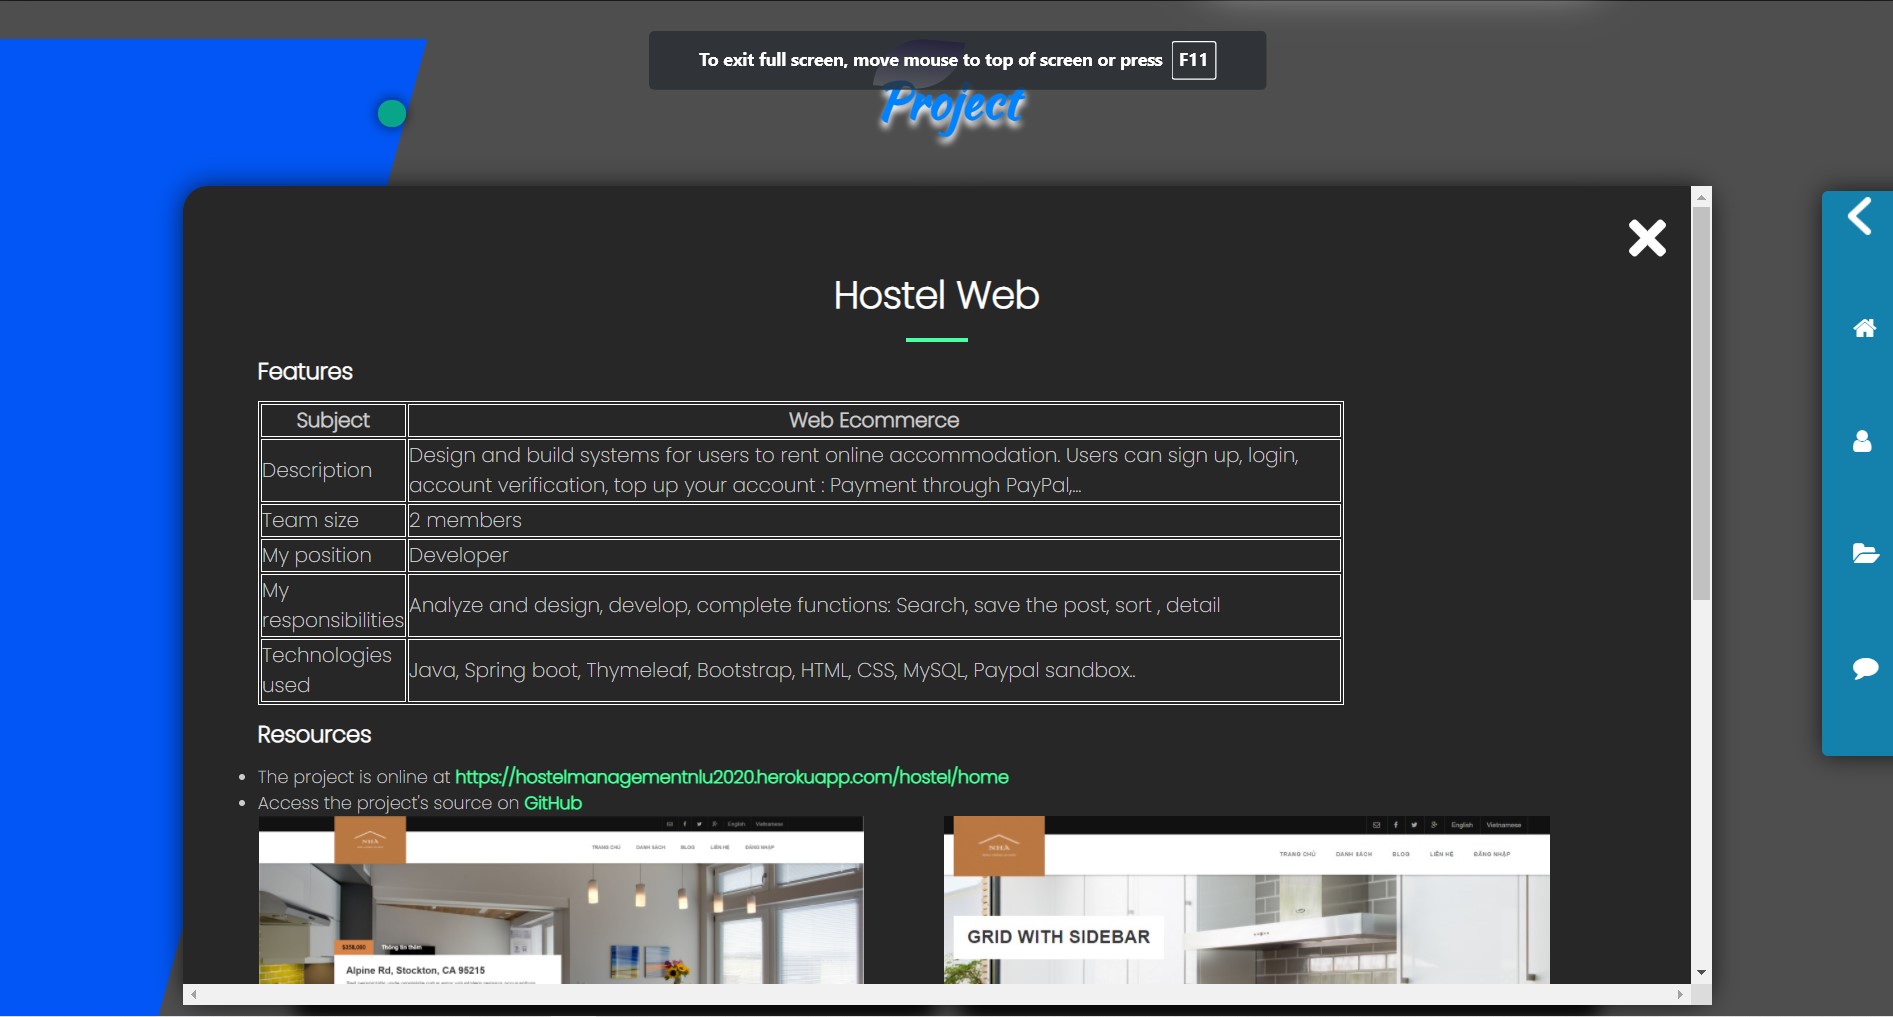 To exit full screen, move mouse to top of screen or press F11
Project
Hostel Web
Features
Subject
Web Ecommerce
Description
Design and build systems for users to rent online accommodation. Users can sign up, login,
account verification, top up your account : Payment through PayPal,...
Team size
2 members
My position
Developer
My
responsibilities
Analyze and design, develop, complete functions: Search, save the post, sort , detail
Technologies
used
Java, Spring boot, Thymeleaf, Bootstrap, HTML, CSS, MySQL, Paypal sandbox..
Resources
The project is online at https://hostelmanagementnlu2020.herokuapp.com/hostel/home
Access the project's source on GitHub
English Vietnamese
NHÀ
TRANG CHỦ DANH SÁCH BLOG LIÊN HỆ ĐĂNG NHẬP
$358,000 Thông tin thêm
Alpine Rd, Stockton, CA 95215
English Vietnamese
NHÀ
TRANG CHỦ DANH SÁCH BLOG LIÊN HỆ ĐĂNG NHẬP
GRID WITH SIDEBAR